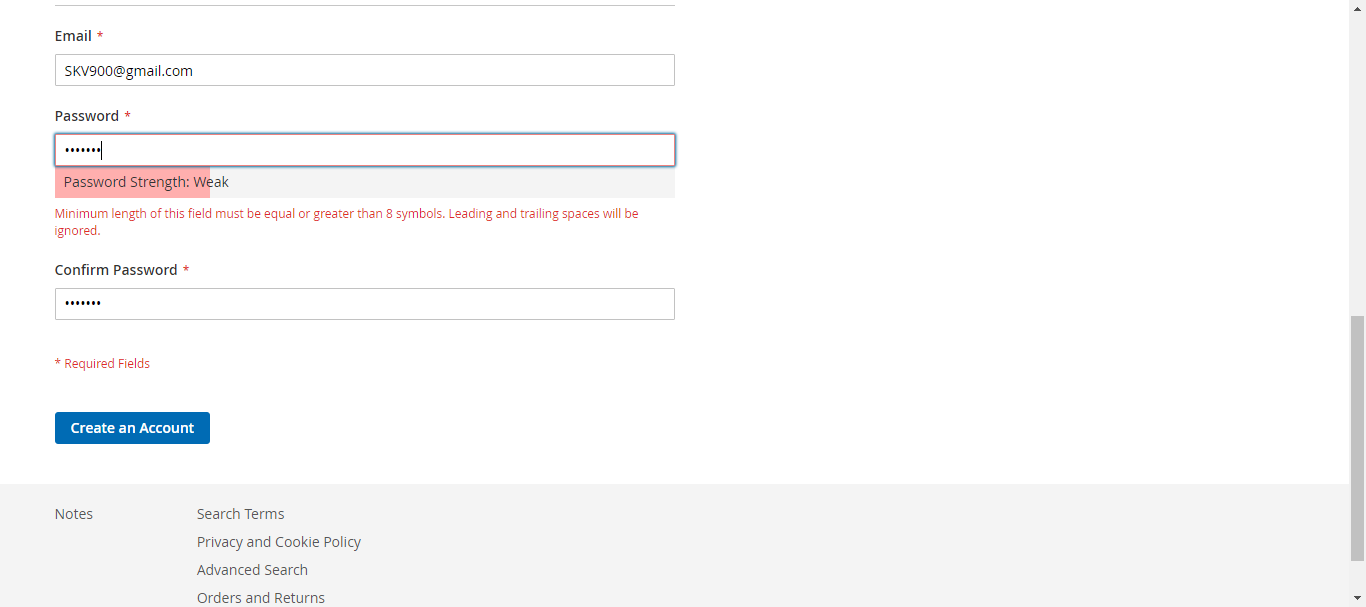 Email *
SKV900@gmail.com
Password *
•••••••
Password Strength: Weak
Minimum length of this field must be equal or greater than 8 symbols. Leading and trailing spaces will be
ignored.
Confirm Password *
•••••••
* Required Fields
Create an Account
Notes
Search Terms
Privacy and Cookie Policy
Advanced Search
Orders and Returns